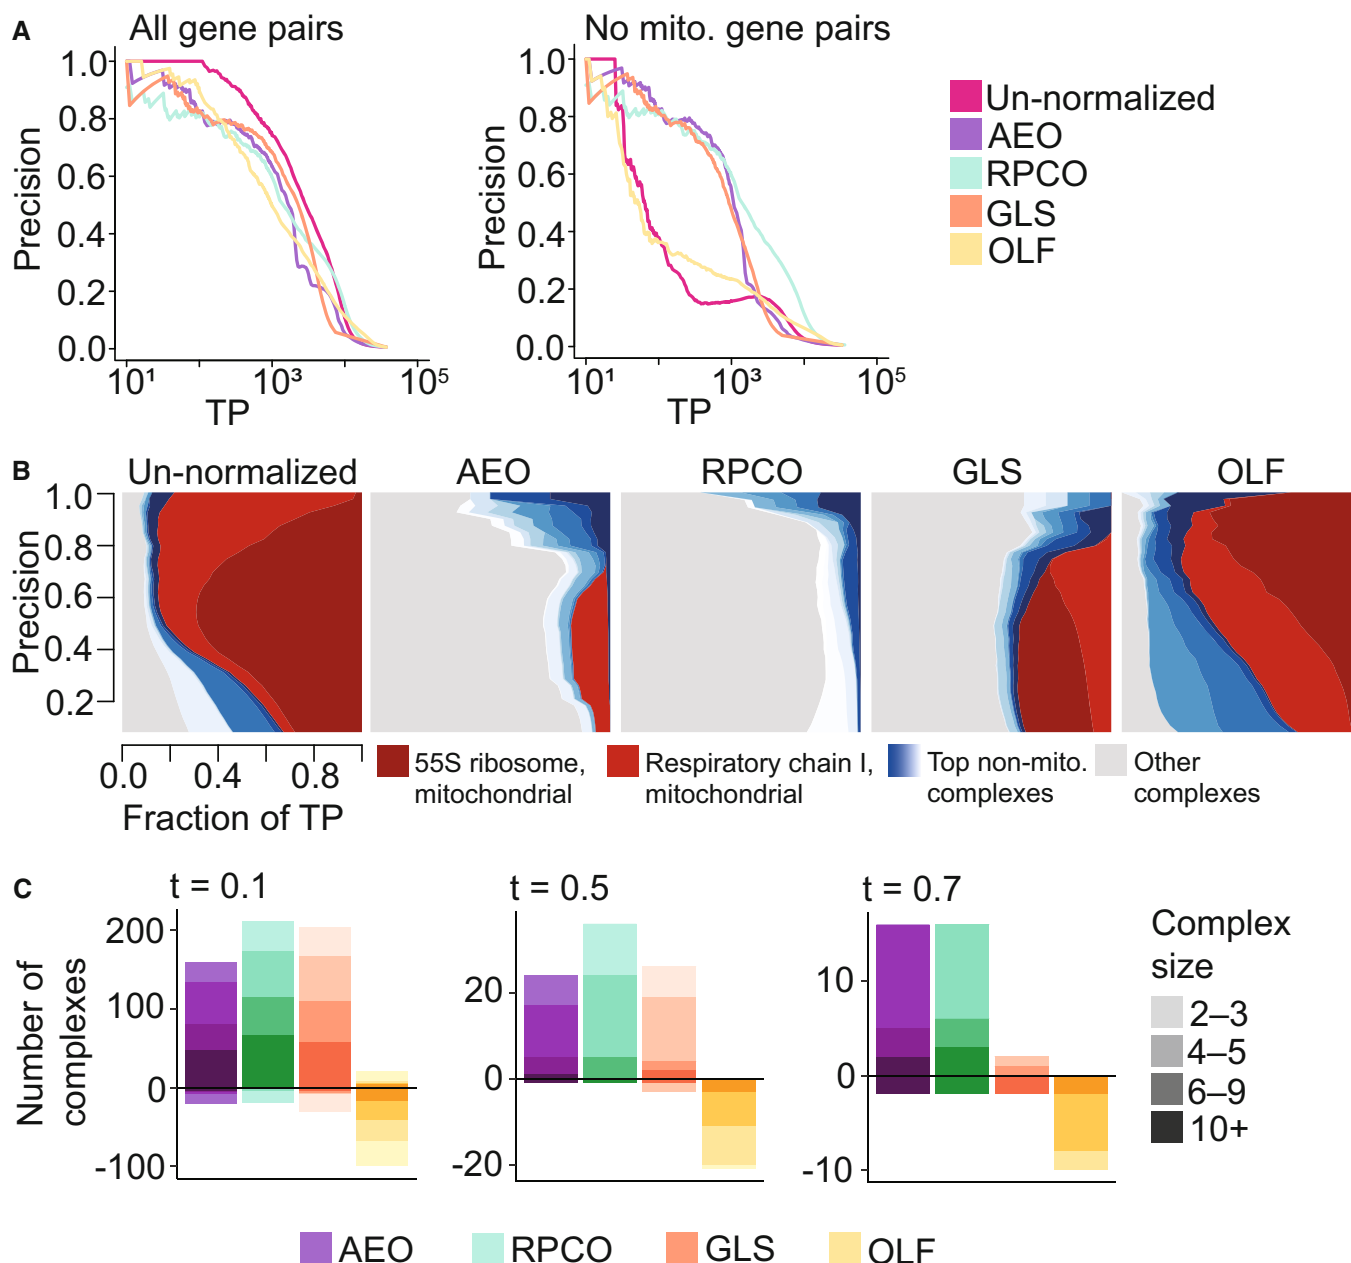 A
All gene pairs
No mito. gene pairs
Precision
1.0
0.8
0.6
0.4
0.2
0.0
10¹
10³
10⁵
TP
Precision
1.0
0.8
0.6
0.4
0.2
0.0
10¹
10³
10⁵
TP
Un-normalized
AEO
RPCO
GLS
OLF
B
Un-normalized
AEO
RPCO
GLS
OLF
Precision
1.0
0.8
0.6
0.4
0.2
0.0
0.4
0.8
Fraction of TP
55S ribosome,
mitochondrial
Respiratory chain I,
mitochondrial
Top non-mito.
complexes
Other
complexes
C
t = 0.1
t = 0.5
t = 0.7
Number of
complexes
200
100
0
-100
20
0
-20
10
0
-10
Complex
size
2–3
4–5
6–9
10+
AEO
RPCO
GLS
OLF